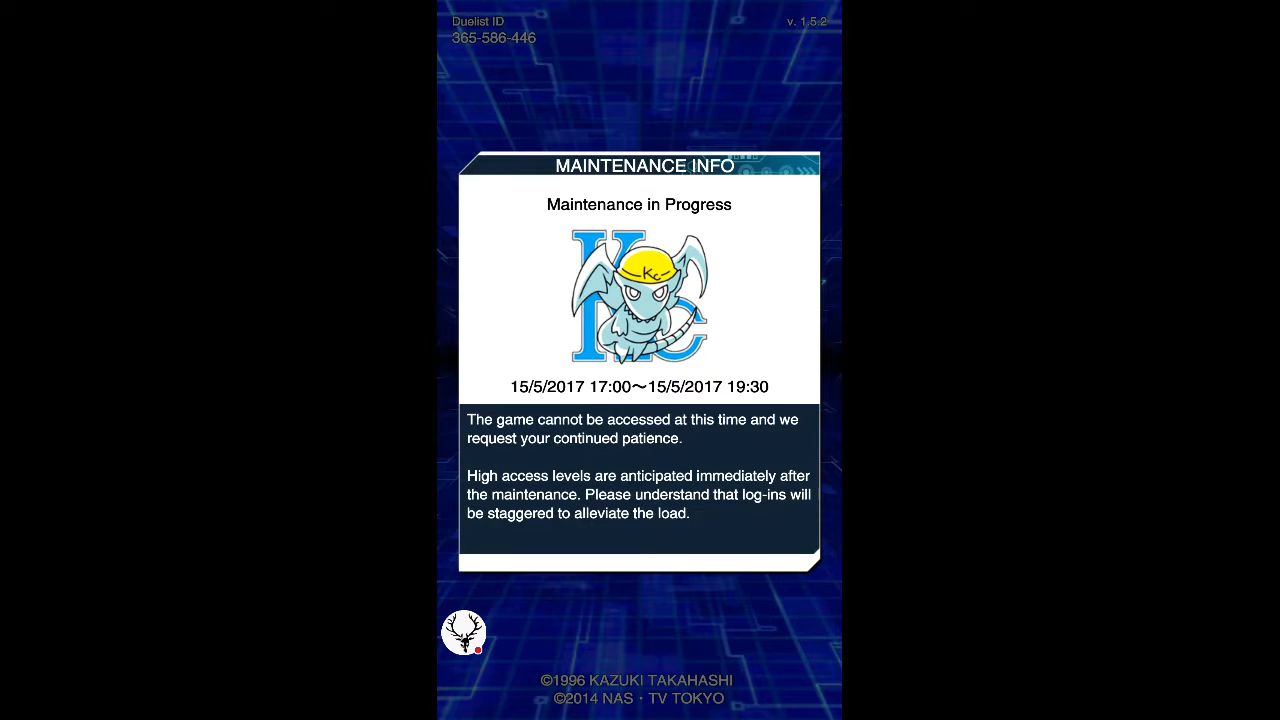 Duelist ID
365-586-446
v. 1.5.2
MAINTENANCE INFO
Maintenance in Progress
Kc
KC
15/5/2017 17:00～15/5/2017 19:30
The game cannot be accessed at this time and we
request your continued patience.
High access levels are anticipated immediately after
the maintenance. Please understand that log-ins will
be staggered to alleviate the load.
©1996 KAZUKI TAKAHASHI
©2014 NAS・TV TOKYO